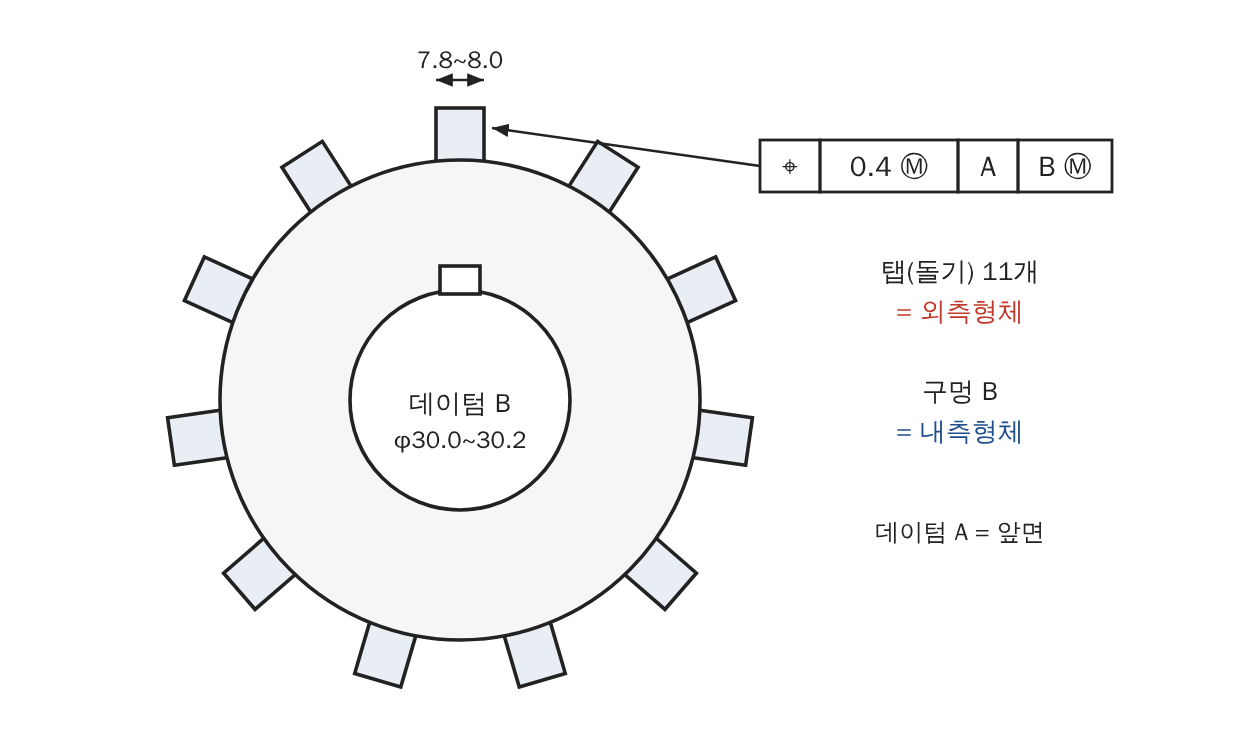 7.8~8.0
⌖ 0.4 Ⓜ A B Ⓜ
탭(돌기) 11개
= 외측형체
구멍 B
= 내측형체
데이텀 B
φ30.0~30.2
데이텀 A = 앞면